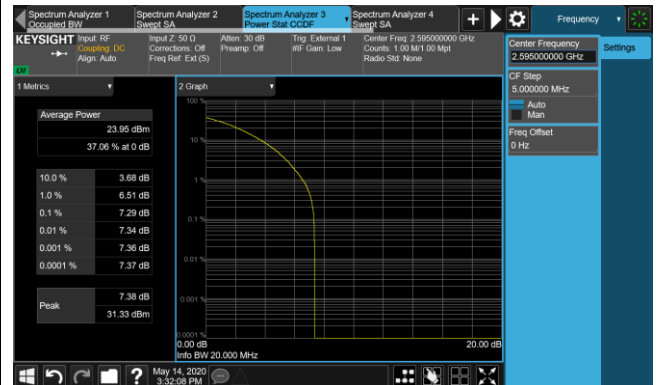 Spectrum Analyzer 1
Occupied BW
Spectrum Analyzer 2
Swept SA
Spectrum Analyzer 3
Power Stat CCDF
Spectrum Analyzer 4
Swept SA
Frequency
KEYSIGHT
Input: RF
Coupling: DC
Align: Auto
Input Z: 50 Ω
Corrections: Off
Freq Ref: Ext (S)
Atten: 30 dB
Preamp: Off
Trig: External 1
#IF Gain: Low
Center Freq: 2.595000000 GHz
Counts: 1.00 M/1.00 Mpt
Radio Std: None
Center Frequency
2.595000000 GHz
Settings
CF Step
5.000000 MHz
Auto
Man
Freq Offset
0 Hz
1 Metrics
2 Graph
Average Power
23.95 dBm
37.06 % at 0 dB
10.0 % 3.68 dB
1.0 % 6.51 dB
0.1 % 7.29 dB
0.01 % 7.34 dB
0.001 % 7.36 dB
0.0001 % 7.37 dB
Peak
7.38 dB
31.33 dBm
100 %
10 %
1 %
0.1 %
0.01 %
0.001 %
0.0001 %
0.00 dB
20.00 dB
Info BW 20.000 MHz
?
May 14, 2020
3:32:08 PM